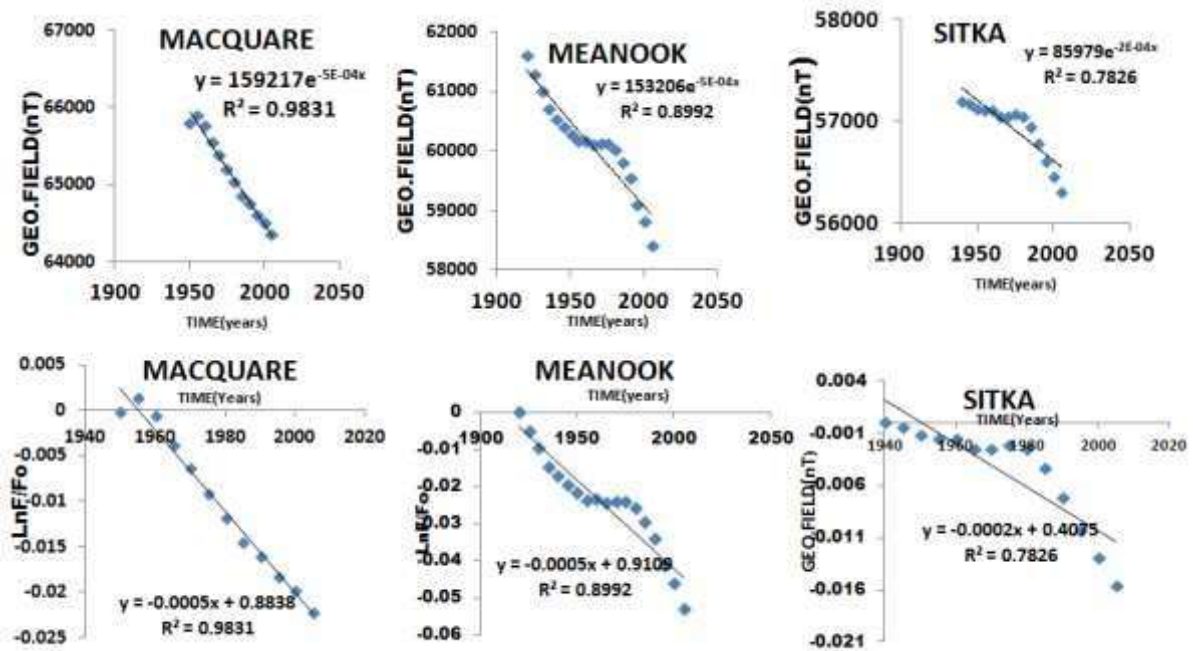 MACQUARE
y = 159217e^-5E-04x
R² = 0.9831
GEO.FIELD(nT)
67000
66000
65000
64000
1900 1950 2000 2050
TIME(years)
MEANOOK
y = 153206e^-5E-04x
R² = 0.8992
GEO.FIELD(nT)
62000
61000
60000
59000
58000
1900 1950 2000 2050
TIME(years)
SITKA
y = 85979e^-2E-04x
R² = 0.7826
GEO.FIELD(nT)
58000
57000
56000
1900 1950 2000 2050
TIME(years)
MACQUARE
TIME(Years)
LnF/Fo
0.005
0
-0.005
-0.01
-0.015
-0.02
-0.025
1940 1960 1980 2000 2020
y = -0.0005x + 0.8838
R² = 0.9831
MEANOOK
TIME(Years)
LnF/Fo
0
-0.01
-0.02
-0.03
-0.04
-0.05
-0.06
1900 1950 2000 2050
y = -0.0005x + 0.9109
R² = 0.8992
SITKA
TIME(Years)
GEO.FIELD(nT)
0.004
-0.001
-0.006
-0.011
-0.016
-0.021
1940 1960 1980 2000 2020
y = -0.0002x + 0.4075
R² = 0.7826